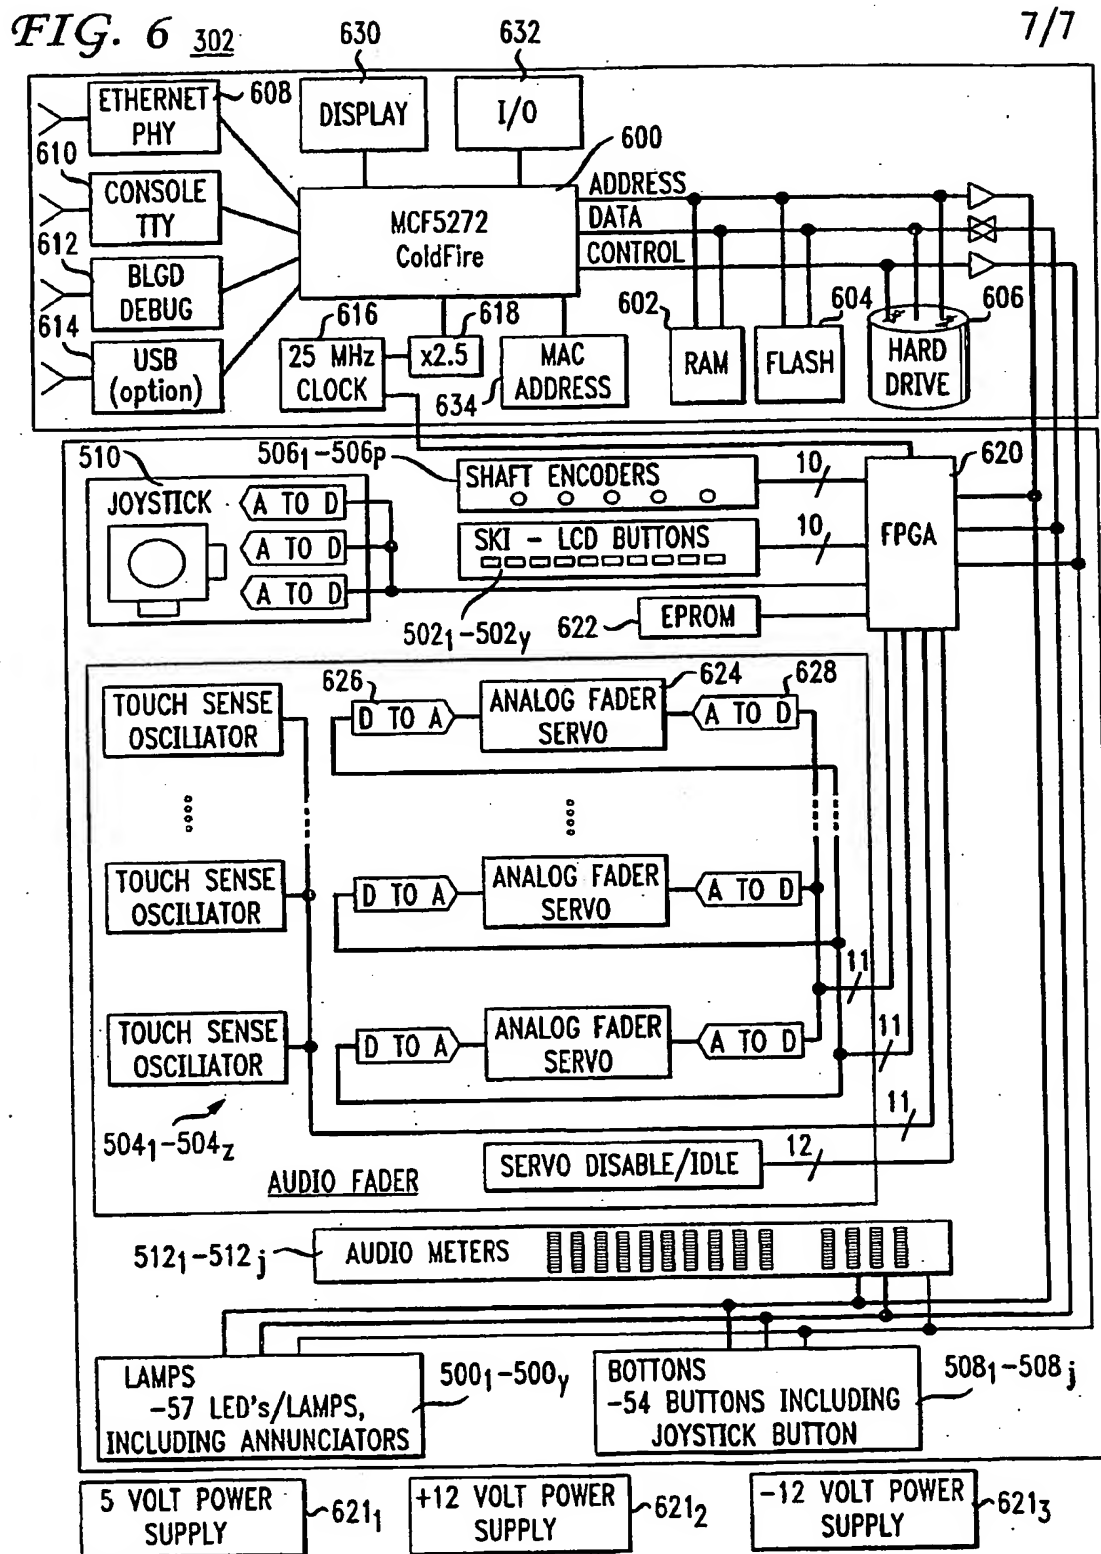 FIG. 6 302
7/7
630
632
ETHERNET
PHY
608
DISPLAY
I/O
600
610
CONSOLE
TTY
MCF5272
ColdFire
ADDRESS
DATA
CONTROL
612
BLGD
DEBUG
614
USB
(option)
616
618
25 MHz
CLOCK
x2.5
MAC
ADDRESS
634
602
RAM
604
FLASH
606
HARD
DRIVE
510
JOYSTICK
A TO D
A TO D
A TO D
5061-506p
SHAFT ENCODERS
10
SKI - LCD BUTTONS
10
5021-502y
622
EPROM
620
FPGA
TOUCH SENSE
OSCILIATOR
626
D TO A
ANALOG FADER
SERVO
624
628
A TO D
TOUCH SENSE
OSCILIATOR
D TO A
ANALOG FADER
SERVO
A TO D
11
TOUCH SENSE
OSCILIATOR
D TO A
ANALOG FADER
SERVO
A TO D
11
11
5041-504z
AUDIO FADER
SERVO DISABLE/IDLE
12
5121-512j
AUDIO METERS
LAMPS
-57 LED's/LAMPS,
INCLUDING ANNUNCIATORS
5001-500y
BOTTONS
-54 BUTTONS INCLUDING
JOYSTICK BUTTON
5081-508j
5 VOLT POWER
SUPPLY
6211
+12 VOLT POWER
SUPPLY
6212
-12 VOLT POWER
SUPPLY
6213